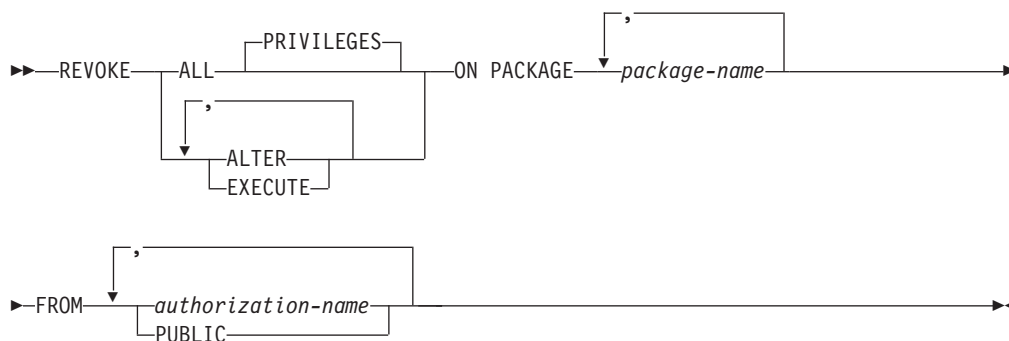 ,
PRIVILEGES
REVOKE ALL ON PACKAGE package-name
,
ALTER
EXECUTE
,
FROM authorization-name
PUBLIC